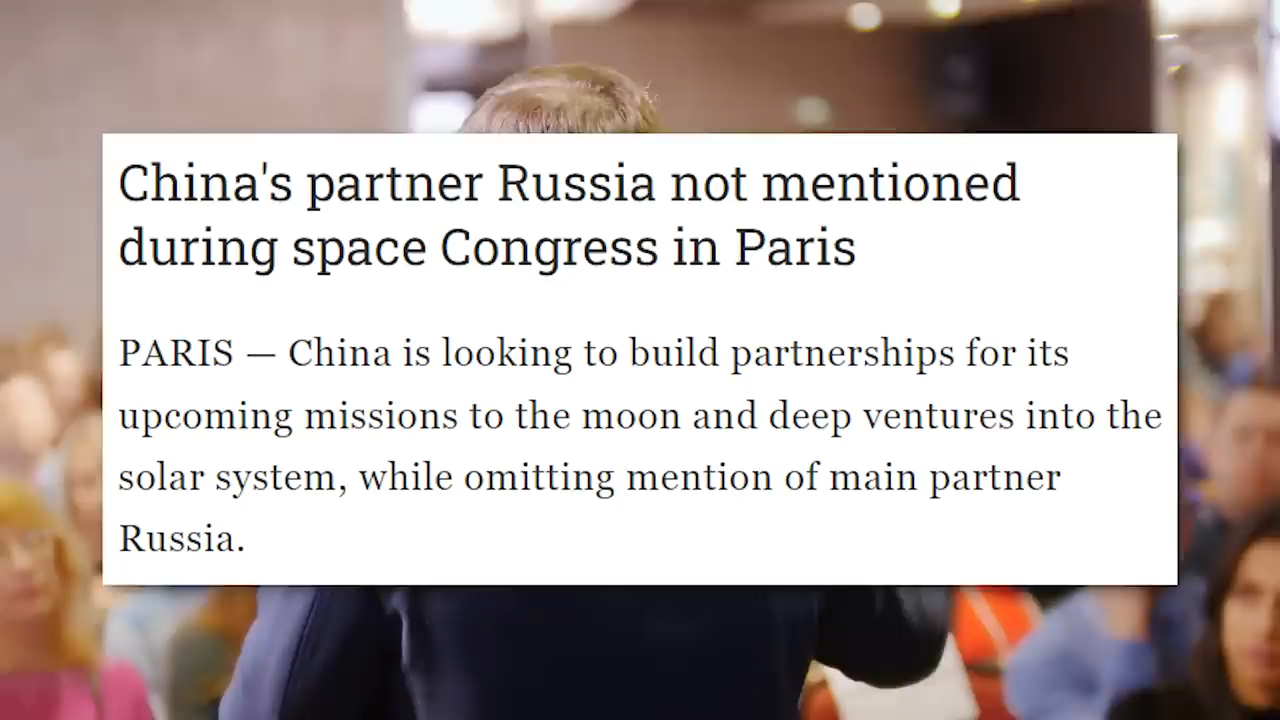 China's partner Russia not mentioned
during space Congress in Paris
PARIS — China is looking to build partnerships for its
upcoming missions to the moon and deep ventures into the
solar system, while omitting mention of main partner
Russia.